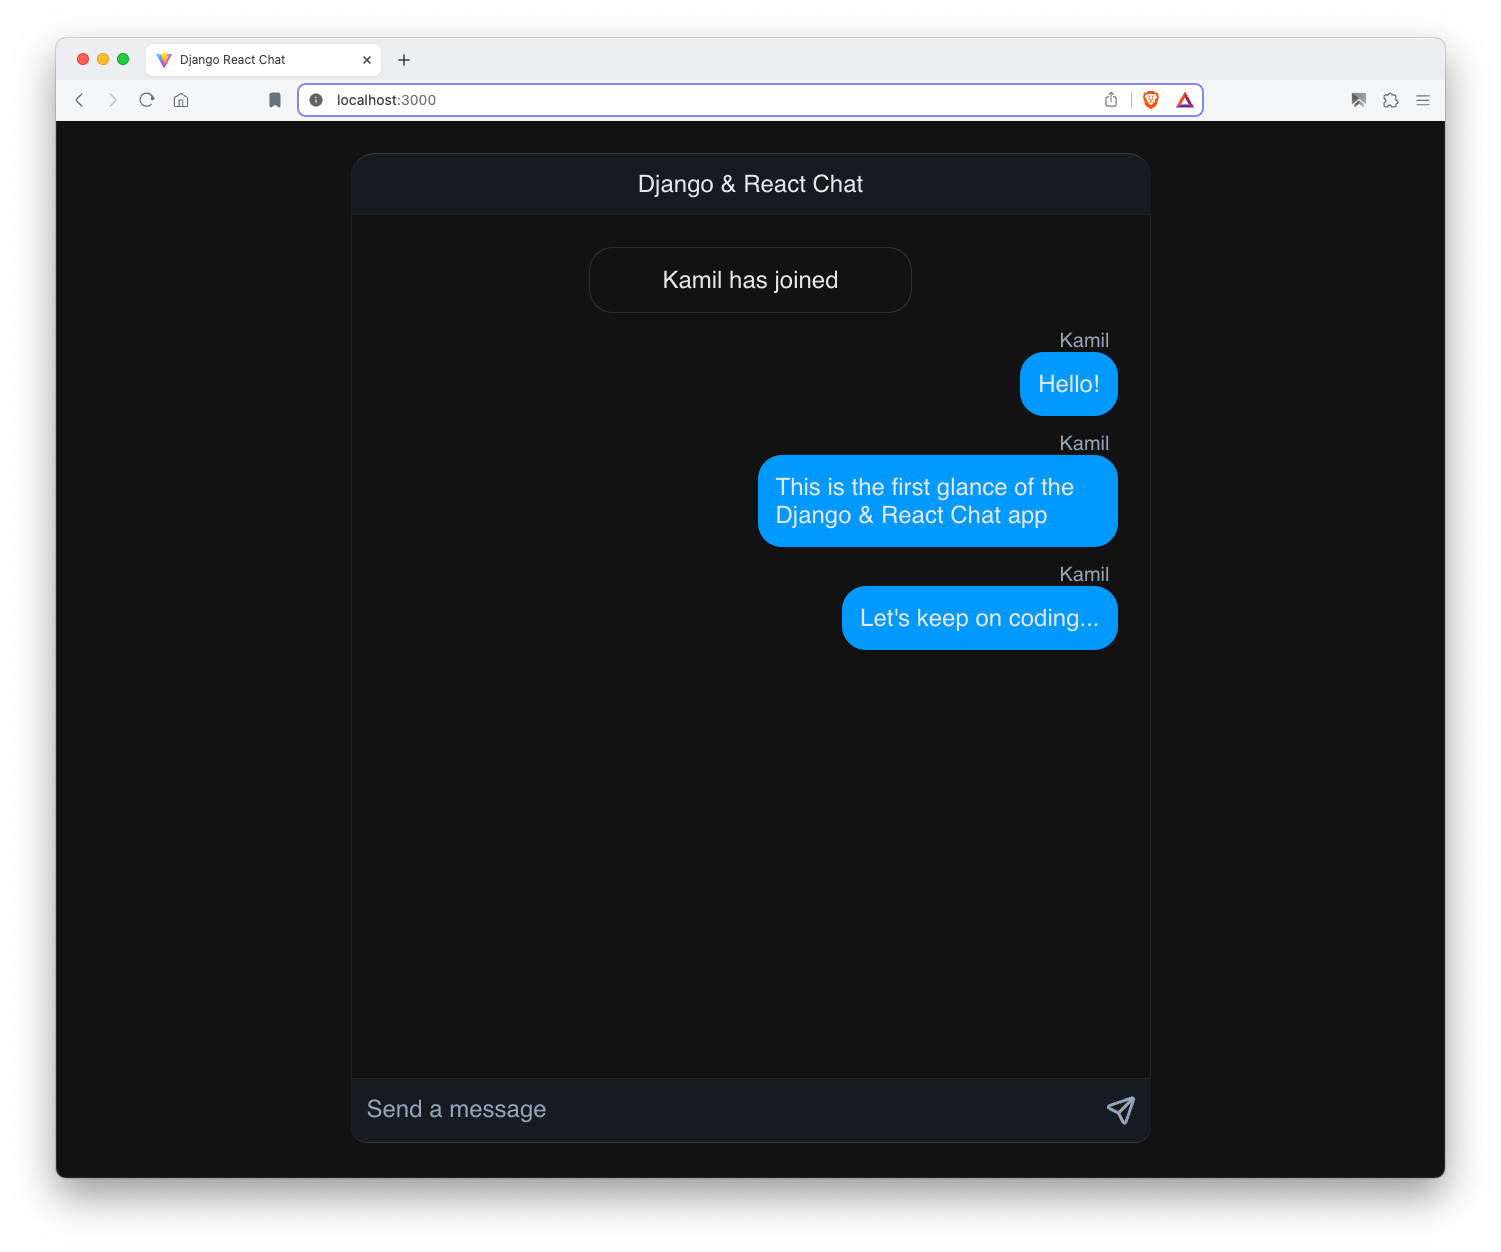 Django React Chat
localhost:3000
Django & React Chat
Kamil has joined
Kamil
Hello!
Kamil
This is the first glance of the
Django & React Chat app
Kamil
Let's keep on coding...
Send a message